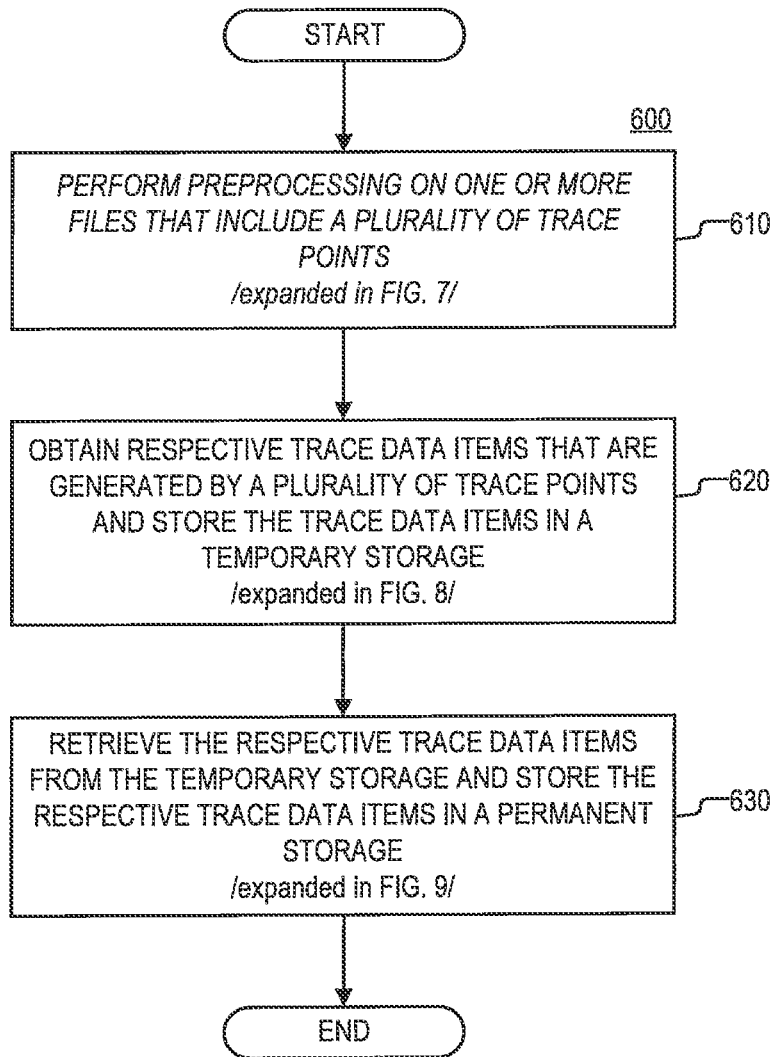 START
600
PERFORM PREPROCESSING ON ONE OR MORE
FILES THAT INCLUDE A PLURALITY OF TRACE
POINTS
/expanded in FIG. 7/
610
OBTAIN RESPECTIVE TRACE DATA ITEMS THAT ARE
GENERATED BY A PLURALITY OF TRACE POINTS
AND STORE THE TRACE DATA ITEMS IN A
TEMPORARY STORAGE
/expanded in FIG. 8/
620
RETRIEVE THE RESPECTIVE TRACE DATA ITEMS
FROM THE TEMPORARY STORAGE AND STORE THE
RESPECTIVE TRACE DATA ITEMS IN A PERMANENT
STORAGE
/expanded in FIG. 9/
630
END